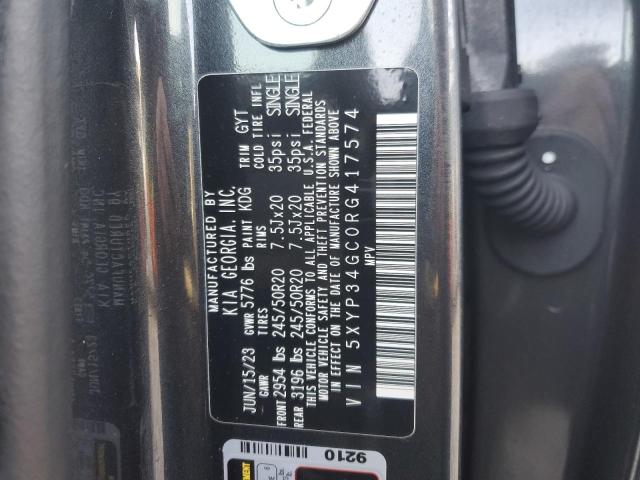 MANUFACTURED BY
KIA GEORGIA, INC.
JUN/15/23 GVWR 5776 lbs PAINT KDG TRIM GYT
GAWR TIRES RIMS COLD TIRE INFL
FRONT 2954 lbs 245/50R20 7.5Jx20 35psi SINGLE
REAR 3196 lbs 245/50R20 7.5Jx20 35psi SINGLE
THIS VEHICLE CONFORMS TO ALL APPLICABLE U.S.A. FEDERAL
MOTOR VEHICLE SAFETY AND THEFT PREVENTION STANDARDS
IN EFFECT ON THE DATE OF MANUFACTURE SHOWN ABOVE
VIN 5XYP34GC0RG417574
MPV
9210